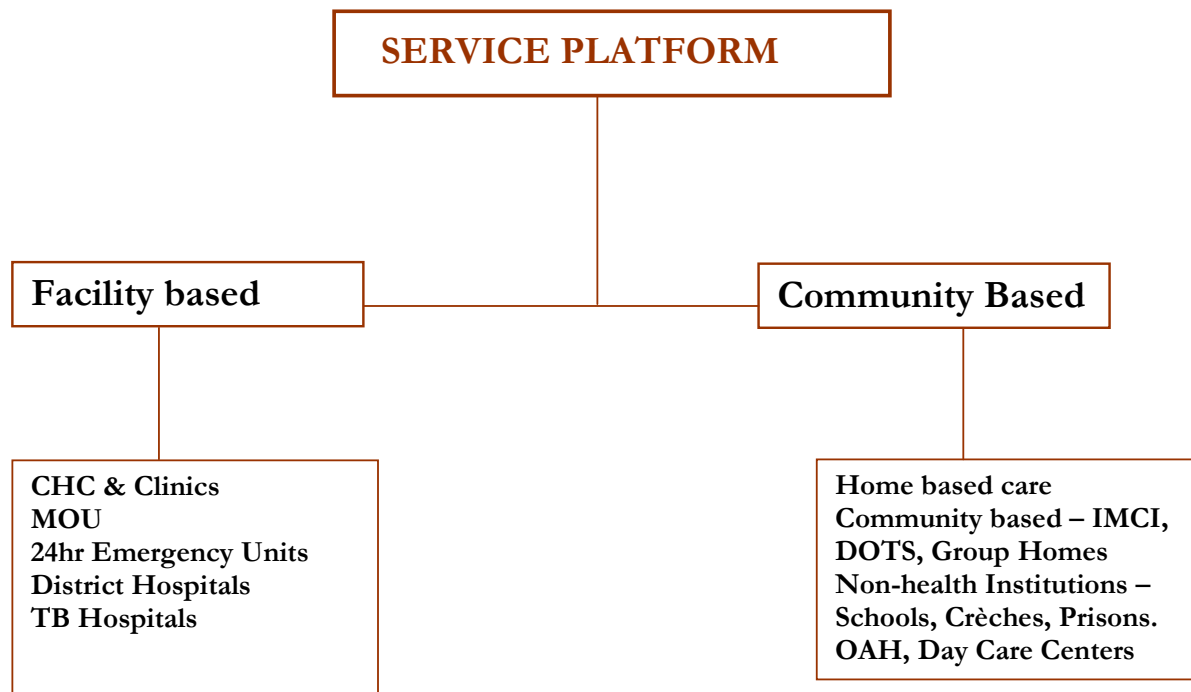 SERVICE PLATFORM
Facility based
Community Based
CHC & Clinics
MOU
24hr Emergency Units
District Hospitals
TB Hospitals
Home based care
Community based – IMCI,
DOTS, Group Homes
Non-health Institutions –
Schools, Crèches, Prisons.
OAH, Day Care Centers